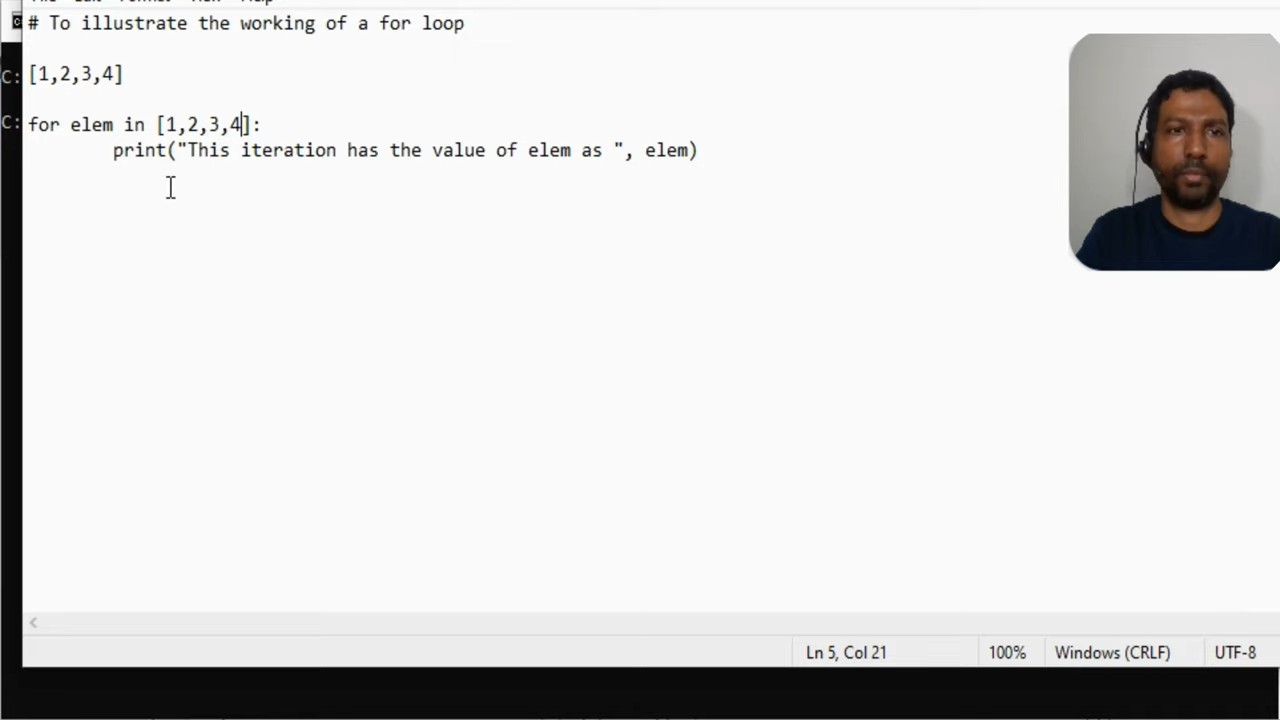 # To illustrate the working of a for loop
[1,2,3,4]
for elem in [1,2,3,4]:
print("This iteration has the value of elem as ", elem)
C:
C:
Ln 5, Col 21
100%
Windows (CRLF)
UTF-8